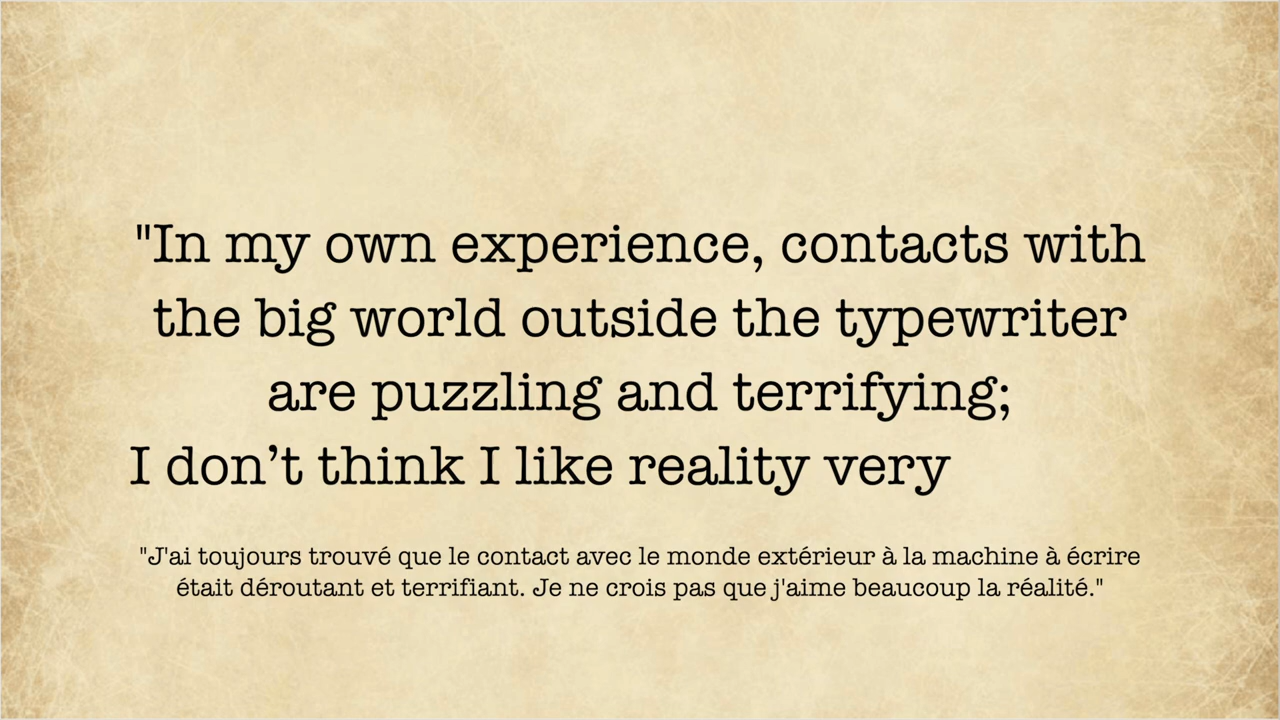 "In my own experience, contacts with
the big world outside the typewriter
are puzzling and terrifying;
I don’t think I like reality very
"J'ai toujours trouvé que le contact avec le monde extérieur à la machine à écrire
était déroutant et terrifiant. Je ne crois pas que j'aime beaucoup la réalité."